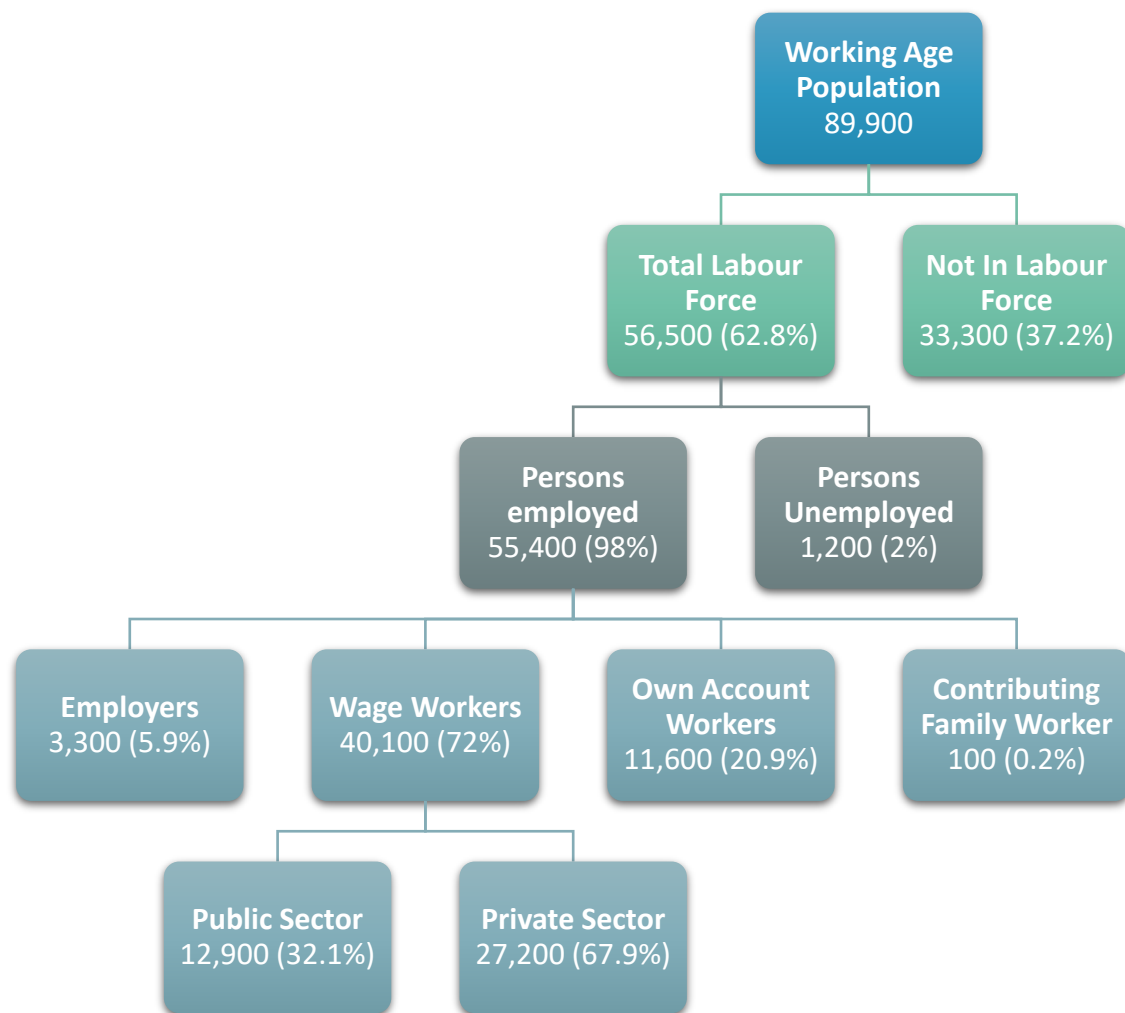 Working Age
Population
89,900
Total Labour
Force
56,500 (62.8%)
Not In Labour
Force
33,300 (37.2%)
Persons
employed
55,400 (98%)
Persons
Unemployed
1,200 (2%)
Employers
3,300 (5.9%)
Wage Workers
40,100 (72%)
Own Account
Workers
11,600 (20.9%)
Contributing
Family Worker
100 (0.2%)
Public Sector
12,900 (32.1%)
Private Sector
27,200 (67.9%)